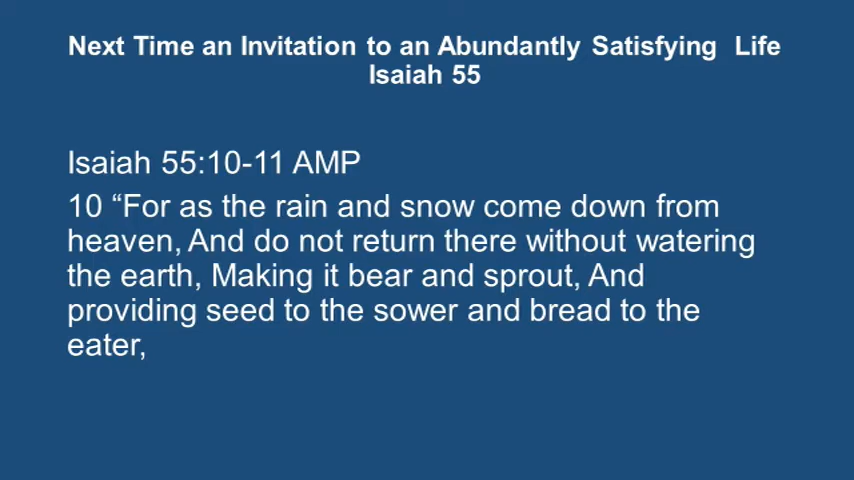 Next Time an Invitation to an Abundantly Satisfying Life
Isaiah 55
Isaiah 55:10-11 AMP
10 “For as the rain and snow come down from
heaven, And do not return there without watering
the earth, Making it bear and sprout, And
providing seed to the sower and bread to the
eater,